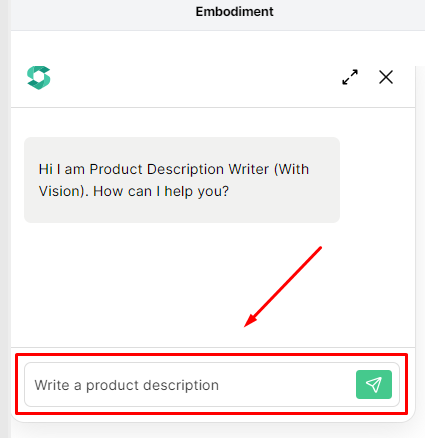 Embodiment
Hi I am Product Description Writer (With
Vision). How can I help you?
Write a product description